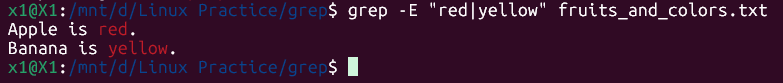 x1@X1:/mnt/d/Linux Practice/grep$ grep -E "red|yellow" fruits_and_colors.txt
Apple is red.
Banana is yellow.
x1@X1:/mnt/d/Linux Practice/grep$